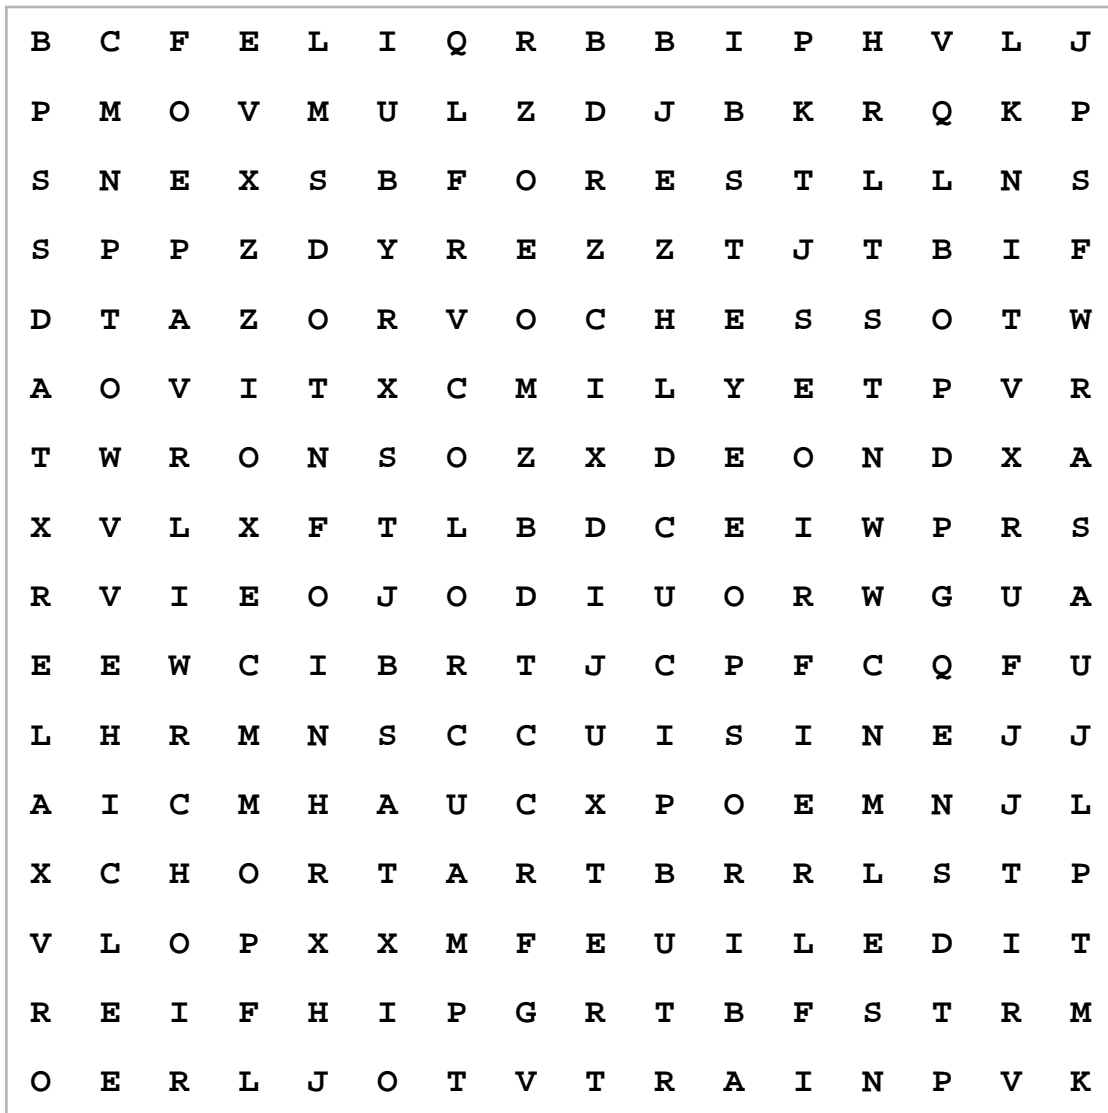 B C F E L I Q R B B I P H V L J
P M O V M U L Z D J B K R Q K P
S N E X S B F O R E S T L L N S
S P P Z D Y R E Z Z T J T B I F
D T A Z O R V O C H E S S O T W
A O V I T X C M I L Y E T P V R
T W R O N S O Z X D E O N D X A
X V L X F T L B D C E I W P R S
R V I E O J O D I U O R W G U A
E E W C I B R T J C P F C Q F U
L H R M N S C C U I S I N E J J
A I C M H A U C X P O E M N J L
X C H O R T A R T B R R L S T P
V L O P X X M F E U I L E D I T
R E I F H I P G R T B F S T R M
O E R L J O T V T R A I N P V K